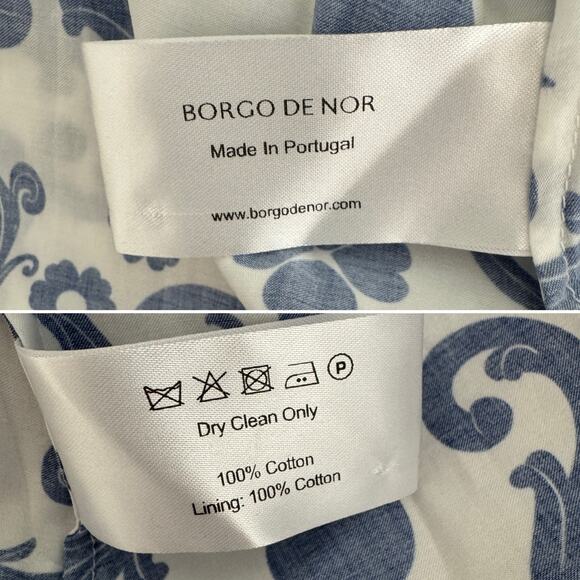 BORGO DE NOR
Made In Portugal
www.borgodenor.com
P
Dry Clean Only
100% Cotton
Lining: 100% Cotton